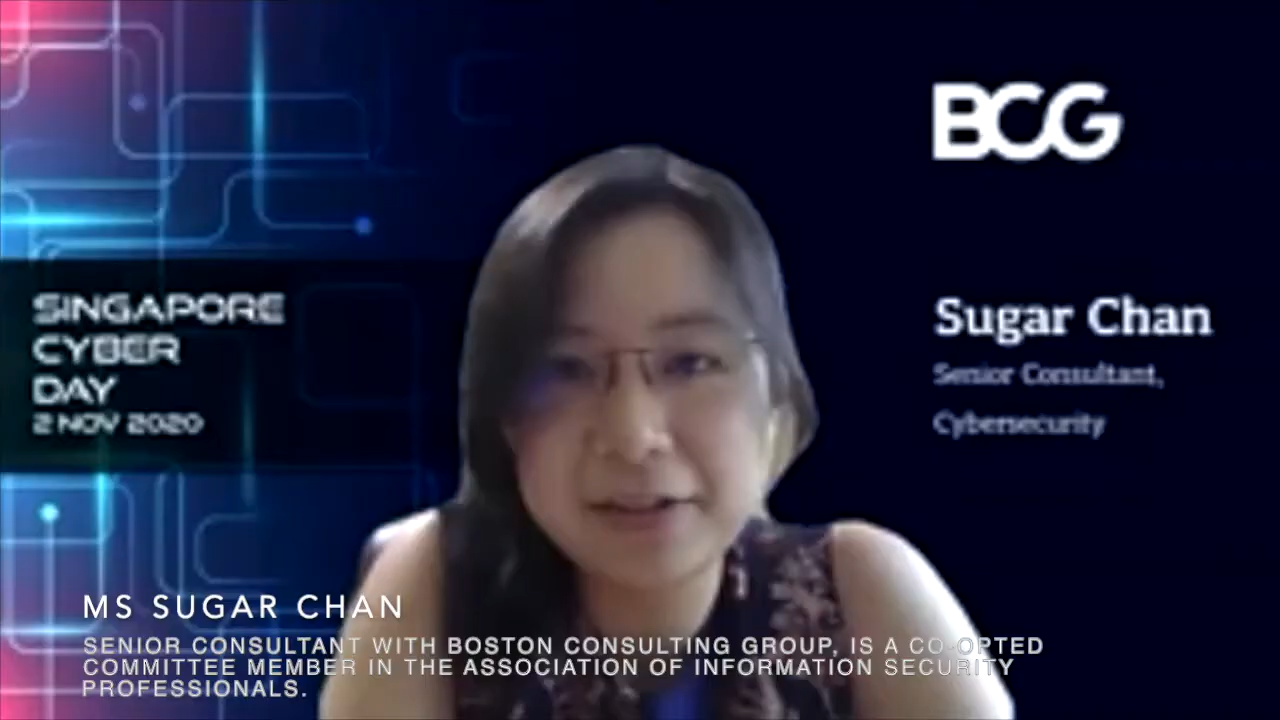 BCG
SINGAPORE
CYBER
DAY
2 NOV 2020
Sugar Chan
Senior Consultant,
Cybersecurity
MS SUGAR CHAN
SENIOR CONSULTANT WITH BOSTON CONSULTING GROUP, IS A CO-OPTED
COMMITTEE MEMBER IN THE ASSOCIATION OF INFORMATION SECURITY
PROFESSIONALS.